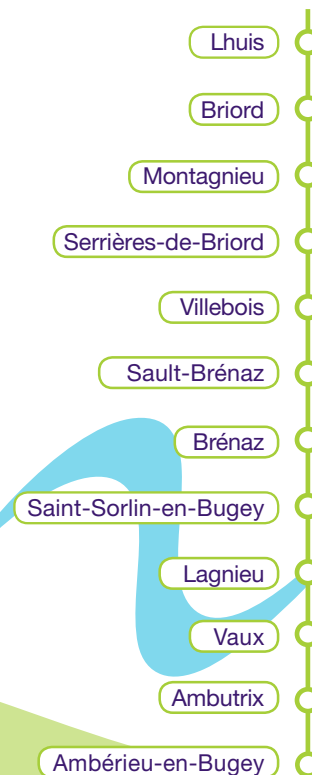 Lhuis
Briord
Montagnieu
Serrières-de-Briord
Villebois
Sault-Brénaz
Brénaz
Saint-Sorlin-en-Bugey
Lagnieu
Vaux
Ambutrix
Ambérieu-en-Bugey